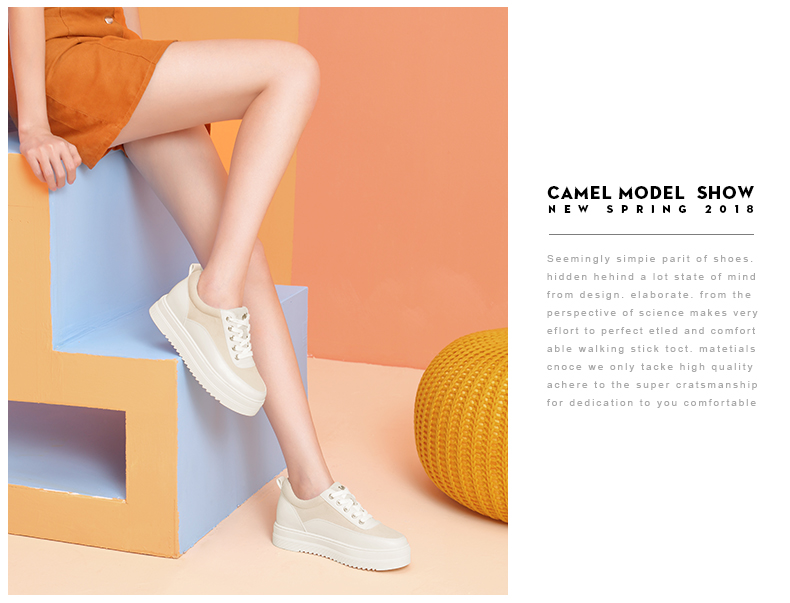 CAMEL MODEL SHOW
NEW SPRING 2018
Seemingly simpie parit of shoes.
hidden hehind a lot state of mind
from design. elaborate. from the
perspective of science makes very
eflort to perfect etled and comfort
able walking stick toct. matetials
cnoce we only tacke high quality
achere to the super cratsmanship
for dedication to you comfortable